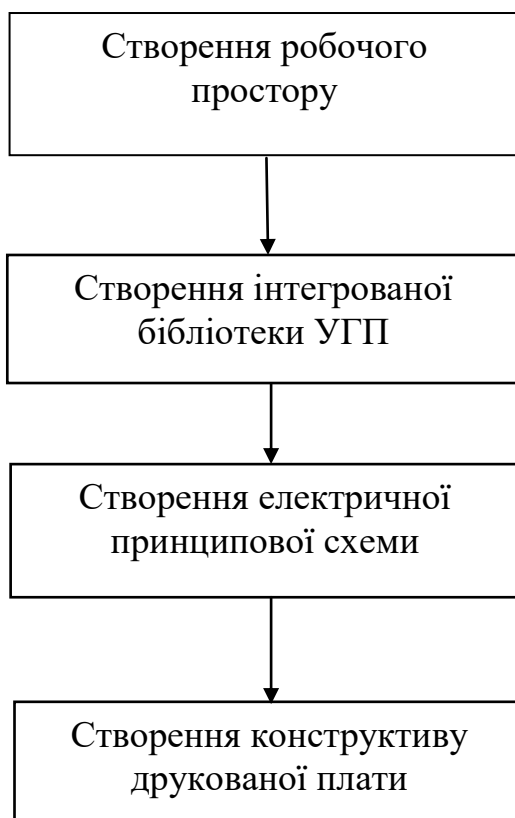 Створення робочого
простору
Створення інтегрованої
бібліотеки УГП
Створення електричної
принципової схеми
Створення конструктиву
друкованої плати